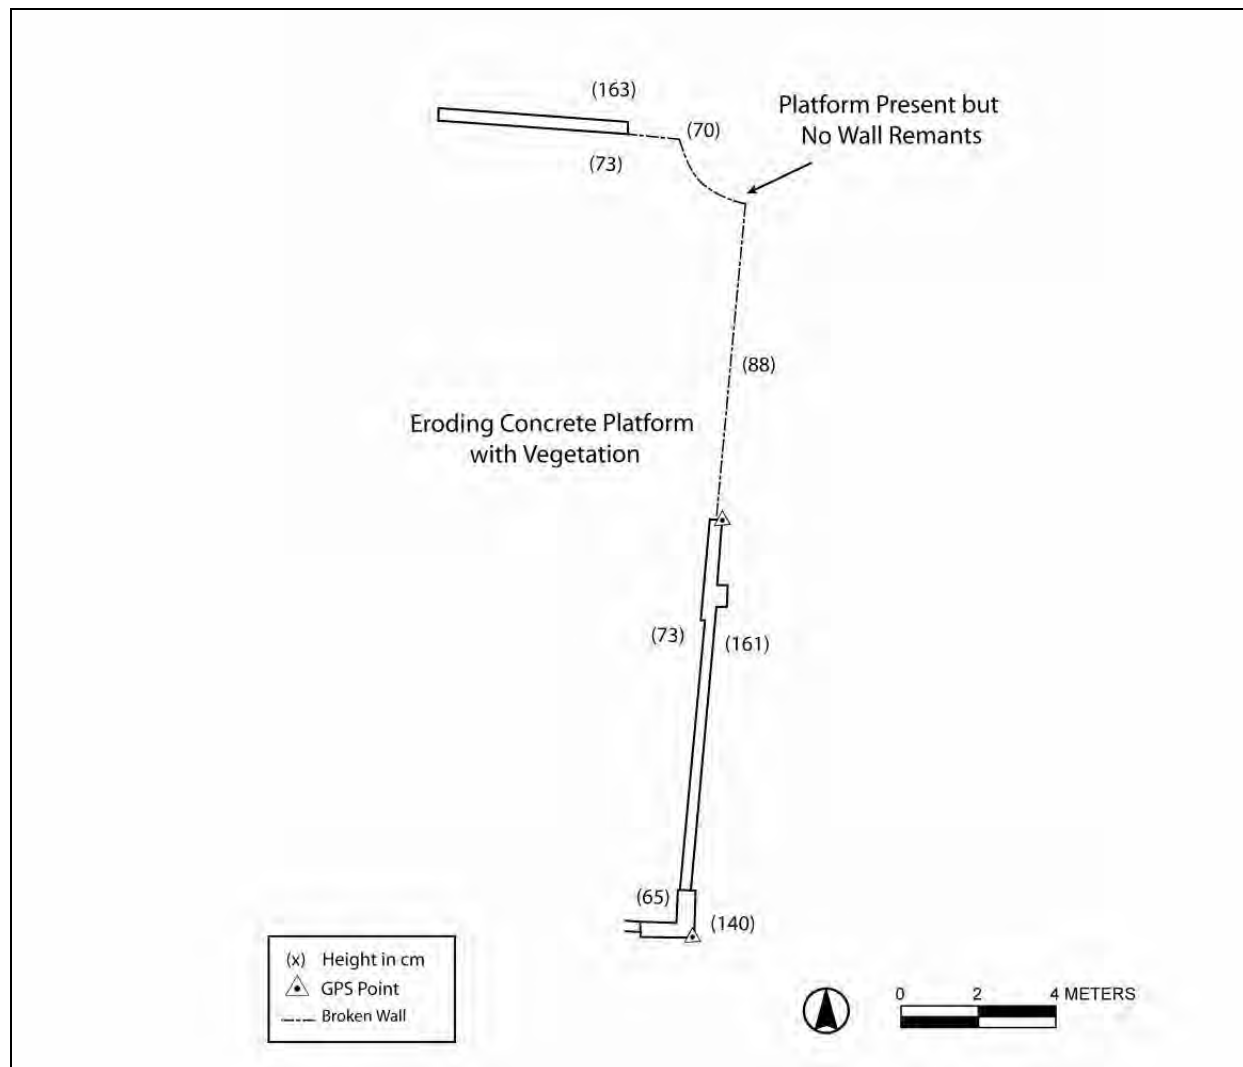 (163)
Platform Present but
No Wall Remants
(70)
(73)
(88)
Eroding Concrete Platform
with Vegetation
(73)
(161)
(65)
(140)
(x) Height in cm
GPS Point
Broken Wall
0 2 4 METERS